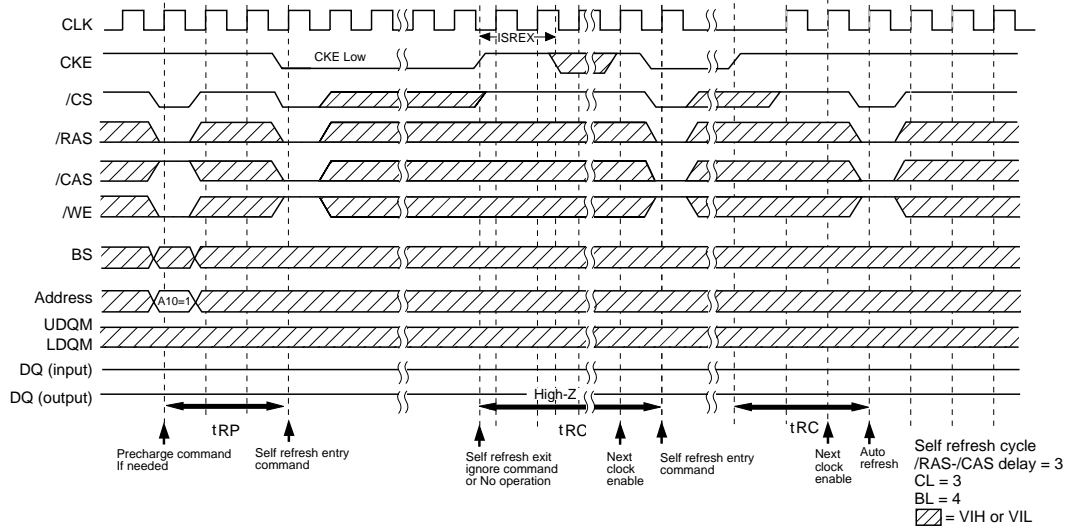 CLK
lSREX
CKE
CKE Low
/CS
/RAS
/CAS
/WE
BS
Address
A10=1
UDQM
LDQM
DQ (input)
DQ (output)
High-Z
tRP
tRC
tRC
Precharge command
If needed
Self refresh entry
command
Self refresh exit
ignore command
or No operation
Next
clock
enable
Self refresh entry
command
Next
clock
enable
Auto
refresh
Self refresh cycle
/RAS-/CAS delay = 3
CL = 3
BL = 4
= VIH or VIL